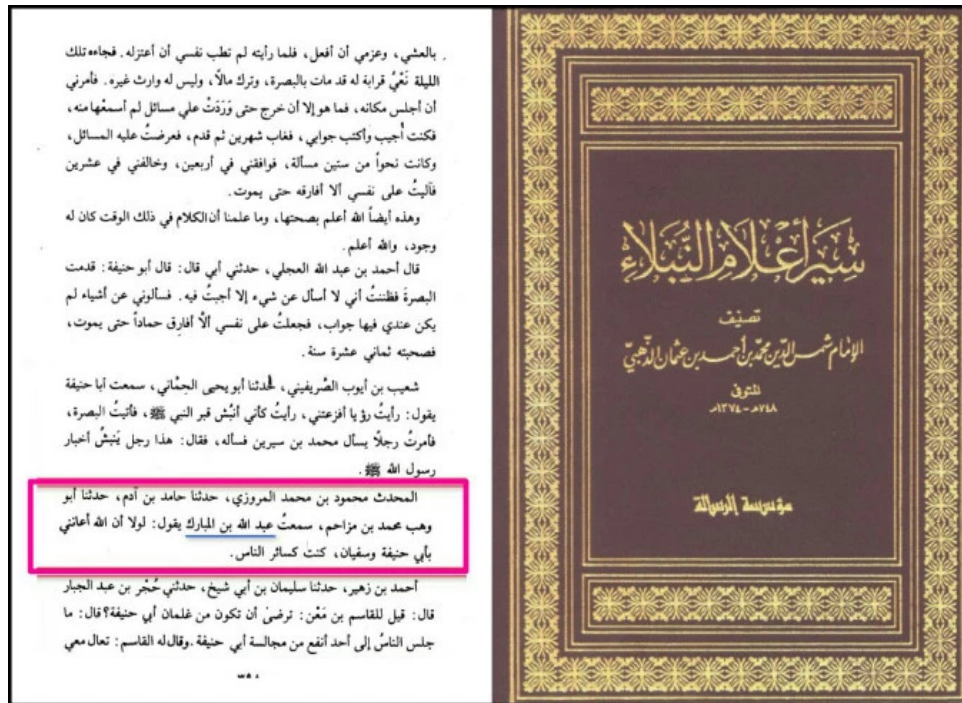 بالعشي، وعزمي أن أفعل، فلما رأيته لم تطب نفسي أن أعتزله. فجاءه تلك
الليلة نَعْيُ قرابة له قد مات بالبصرة، وترك مالًا، وليس له وارث غيره. فأمرني
أن أجلس مكانه، فما هو إلا أن خرج حتى وَرَدَتْ علي مسائل لم أسمعْها منه،
فكنت أُجيب وأكتب جوابي، فغاب شهرين ثم قدم، فعرضتُ عليه المسائل،
وكانت نحواً من ستين مسألة، فوافقني في أربعين، وخالفني في عشرين
فآليتُ على نفسي ألا أفارقه حتى يموت.
وهذه أيضاً الله أعلم بصحتها، وما علمنا أن الكلام في ذلك الوقت كان له
وجود، والله أعلم.
قال أحمد بن عبد الله العجلي، حدثني أبي قال: قال أبو حنيفة: قدمت
البصرةَ فظننتُ أني لا أسأل عن شيء إلا أجبتُ فيه. فسألوني عن أشياء لم
يكن عندي فيها جواب، فجعلتُ على نفسي ألَّا أفارق حماداً حتى يموت،
فصحبته ثماني عشرة سنة.
شعيب بن أيوب الصَّريفيني، حدثنا أبو يحيى الحِمَّاني، سمعت أبا حنيفة
يقول: رأيتُ رؤيا أفزعتني، رأيتُ كأني أنبُش قبر النبي ﷺ، فأتيتُ البصرة،
فأمرتُ رجلًا يسأل محمد بن سيرين فسأله، فقال: هذا رجل يَنبشُ أخبار
رسول الله ﷺ.
المحدث محمود بن محمد المروزي، حدثنا حامد بن آدم، حدثنا أبو
وهب محمد بن مزاحم، سمعتُ عبد الله بن المبارك يقول: لولا أن الله أعانني
بأبي حنيفة وسفيان، كنت كسائر الناس.
أحمد بن زهير، حدثنا سليمان بن أبي شيخ، حدثني حُجْر بن عبد الجبار
قال: قيل للقاسم بن مَعْن: ترضىٰ أن تكون من غلمان أبي حنيفة؟ قال: ما
جلس الناسُ إلى أحد أنفع من مجالسة أبي حنيفة. وقال له القاسم: تعال معي
سِيَر أَعْلَام النُّبَلَاء
تصنيف
الإمام شمس الدين محمد بن أحمد بن عثمان الذهبي
المتوفى
٧٤٨هـ - ١٣٧٤م
مؤسسة الرسالة